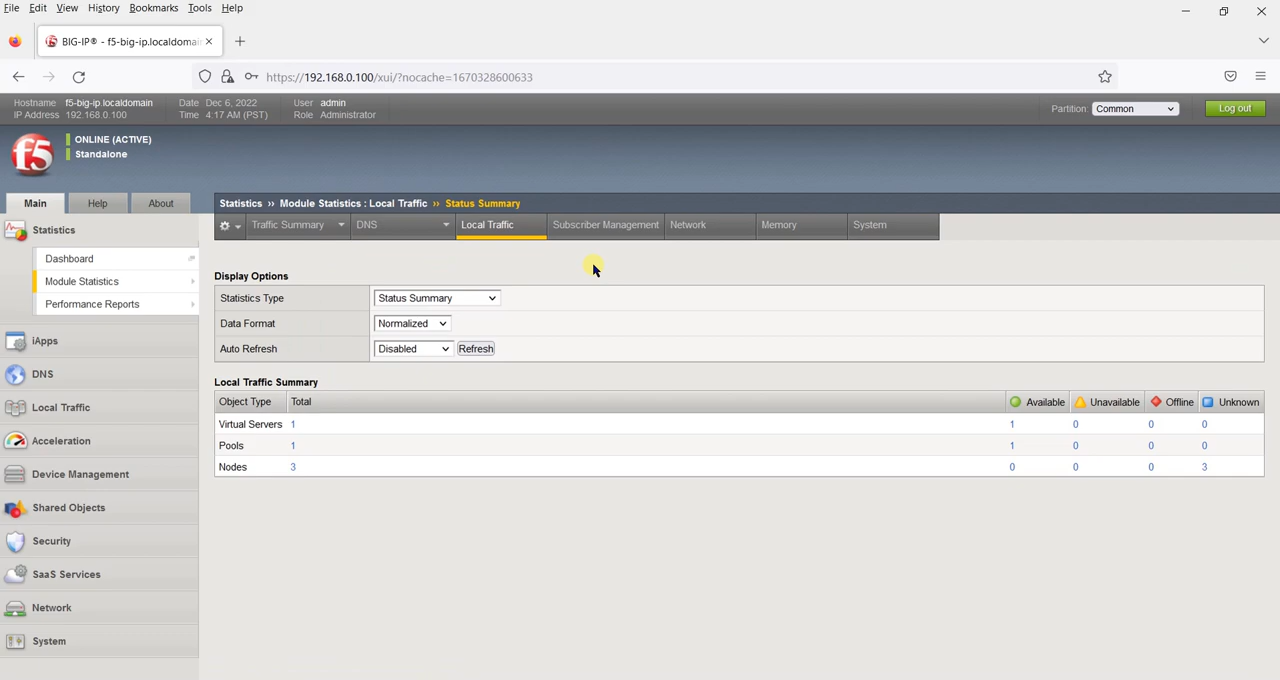 File Edit View History Bookmarks Tools Help
BIG-IP® - f5-big-ip.localdomai
https://192.168.0.100/xui/?nocache=1670328600633
Hostname f5-big-ip.localdomain Date Dec 6, 2022 User admin
IP Address 192.168.0.100 Time 4:17 AM (PST) Role Administrator
Partition: Common Log out
f5
ONLINE (ACTIVE)
Standalone
Main Help About
Statistics ›› Module Statistics : Local Traffic ›› Status Summary
Traffic Summary DNS Local Traffic Subscriber Management Network Memory System
Statistics
Dashboard
Module Statistics
Performance Reports
iApps
DNS
Local Traffic
Acceleration
Device Management
Shared Objects
Security
SaaS Services
Network
System
Display Options
Statistics Type Status Summary
Data Format Normalized
Auto Refresh Disabled Refresh
Local Traffic Summary
Object Type Total Available Unavailable Offline Unknown
Virtual Servers 1 1 0 0 0
Pools 1 1 0 0 0
Nodes 3 0 0 0 3